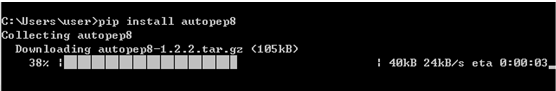 C:\Users\user>pip install autopep8
Collecting autopep8
Downloading autopep8-1.2.2.tar.gz (105kB)
38% |████████████ | 40kB 24kB/s eta 0:00:03